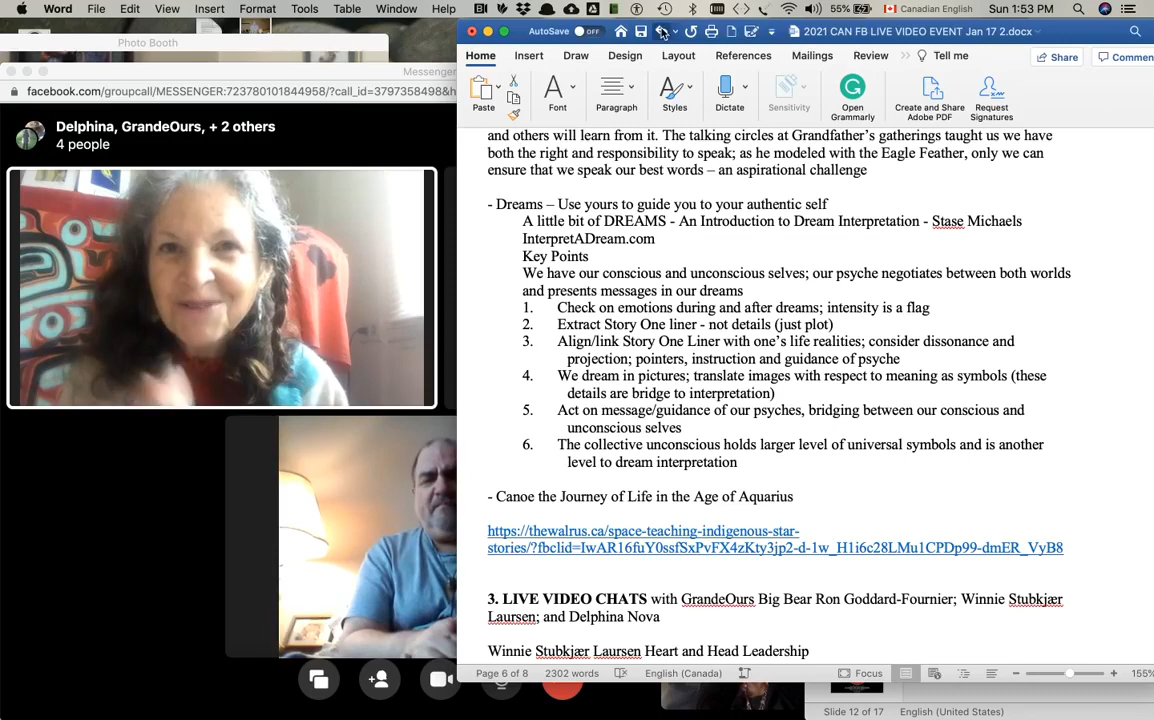 Word File Edit View Insert Format Tools Table Window Help 55% Canadian English Sun 1:53 PM
Photo Booth
Messenger
facebook.com/groupcall/MESSENGER:723780101844958/?call_id=3797358498&h
Delphina, GrandeOurs, + 2 others
4 people
AutoSave OFF 2021 CAN FB LIVE VIDEO EVENT Jan 17 2.docx
Home Insert Draw Design Layout References Mailings Review Tell me Share Commen
Paste Font Paragraph Styles Dictate Sensitivity Open Grammarly Create and Share Adobe PDF Request Signatures
and others will learn from it. The talking circles at Grandfather's gatherings taught us we have
both the right and responsibility to speak; as he modeled with the Eagle Feather, only we can
ensure that we speak our best words – an aspirational challenge
- Dreams – Use yours to guide you to your authentic self
A little bit of DREAMS - An Introduction to Dream Interpretation - Stase Michaels
InterpretADream.com
Key Points
We have our conscious and unconscious selves; our psyche negotiates between both worlds
and presents messages in our dreams
1. Check on emotions during and after dreams; intensity is a flag
2. Extract Story One liner - not details (just plot)
3. Align/link Story One Liner with one's life realities; consider dissonance and
projection; pointers, instruction and guidance of psyche
4. We dream in pictures; translate images with respect to meaning as symbols (these
details are bridge to interpretation)
5. Act on message/guidance of our psyches, bridging between our conscious and
unconscious selves
6. The collective unconscious holds larger level of universal symbols and is another
level to dream interpretation
- Canoe the Journey of Life in the Age of Aquarius
https://thewalrus.ca/space-teaching-indigenous-star-
stories/?fbclid=IwAR16fuY0ssfSxPvFX4zKty3jp2-d-1w_H1i6c28LMu1CPDp99-dmER_VyB8
3. LIVE VIDEO CHATS with GrandeOurs Big Bear Ron Goddard-Fournier; Winnie Stubkjær
Laursen; and Delphina Nova
Winnie Stubkjær Laursen Heart and Head Leadership
Page 6 of 8 2302 words English (Canada) Focus 155%
Slide 12 of 17 English (United States)